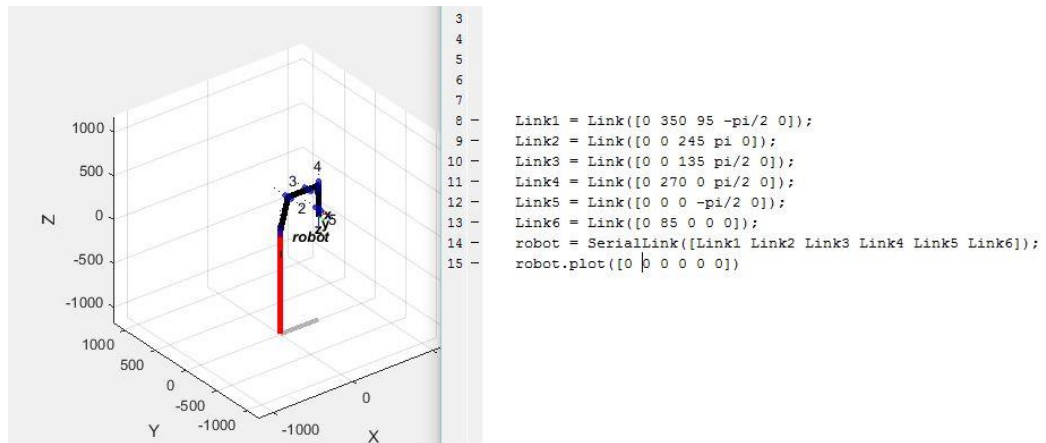 1000
500
0
-500
-1000
Z
1000
500
0
-500
-1000
Y
-1000
0
X
4
3
2
5
x
y
z
robot
3
4
5
6
7
8 - Link1 = Link([0 350 95 -pi/2 0]);
9 - Link2 = Link([0 0 245 pi 0]);
10 - Link3 = Link([0 0 135 pi/2 0]);
11 - Link4 = Link([0 270 0 pi/2 0]);
12 - Link5 = Link([0 0 0 -pi/2 0]);
13 - Link6 = Link([0 85 0 0 0]);
14 - robot = SerialLink([Link1 Link2 Link3 Link4 Link5 Link6]);
15 - robot.plot([0 0 0 0 0 0])